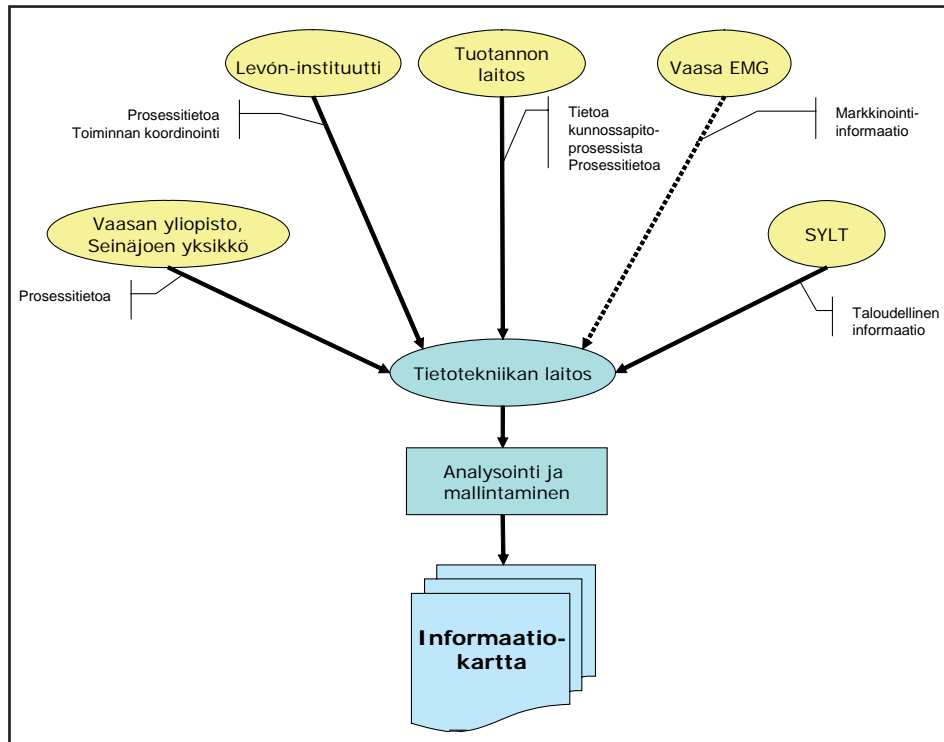 Levón-instituutti
Tuotannon
laitos
Vaasa EMG
Prosessitietoa
Toiminnan koordinointi
Tietoa
kunnossapito-
prosessista
Prosessitietoa
Markkinointi-
informaatio
Vaasan yliopisto,
Seinäjoen yksikkö
SYLT
Prosessitietoa
Taloudellinen
informaatio
Tietotekniikan laitos
Analysointi ja
mallintaminen
Informaatio-
kartta